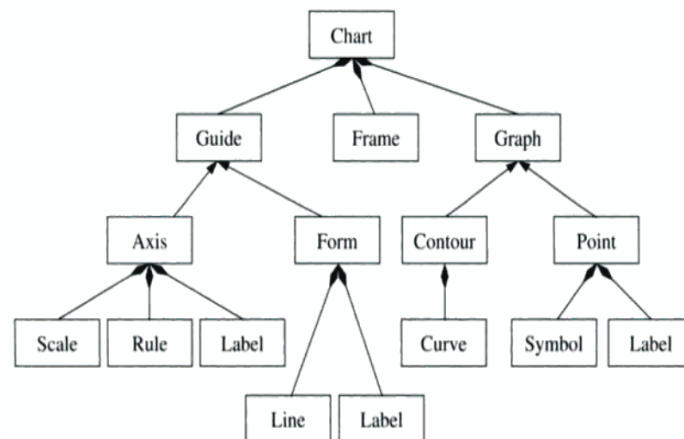 Chart
Guide Frame Graph
Axis Form Contour Point
Scale Rule Label Curve Symbol Label
Line Label